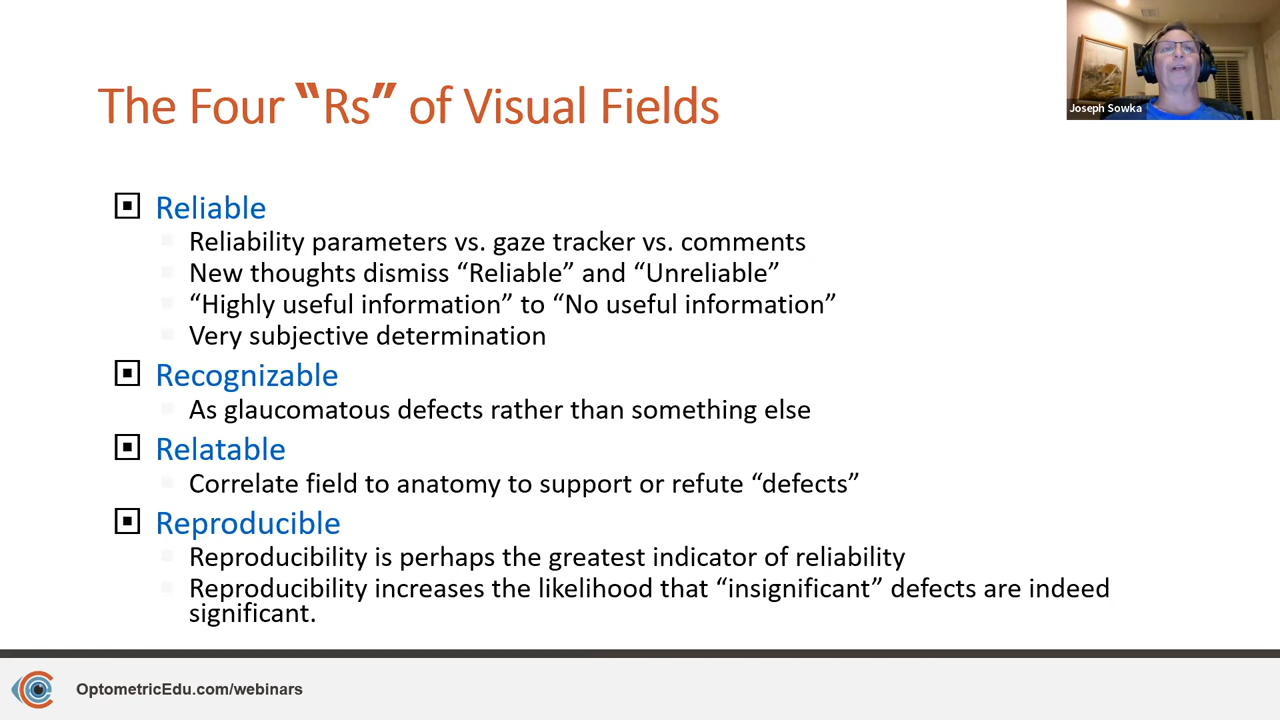 Joseph Sowka
The Four “Rs” of Visual Fields
Reliable
Reliability parameters vs. gaze tracker vs. comments
New thoughts dismiss “Reliable” and “Unreliable”
“Highly useful information” to “No useful information”
Very subjective determination
Recognizable
As glaucomatous defects rather than something else
Relatable
Correlate field to anatomy to support or refute “defects”
Reproducible
Reproducibility is perhaps the greatest indicator of reliability
Reproducibility increases the likelihood that “insignificant” defects are indeed
significant.
OptometricEdu.com/webinars